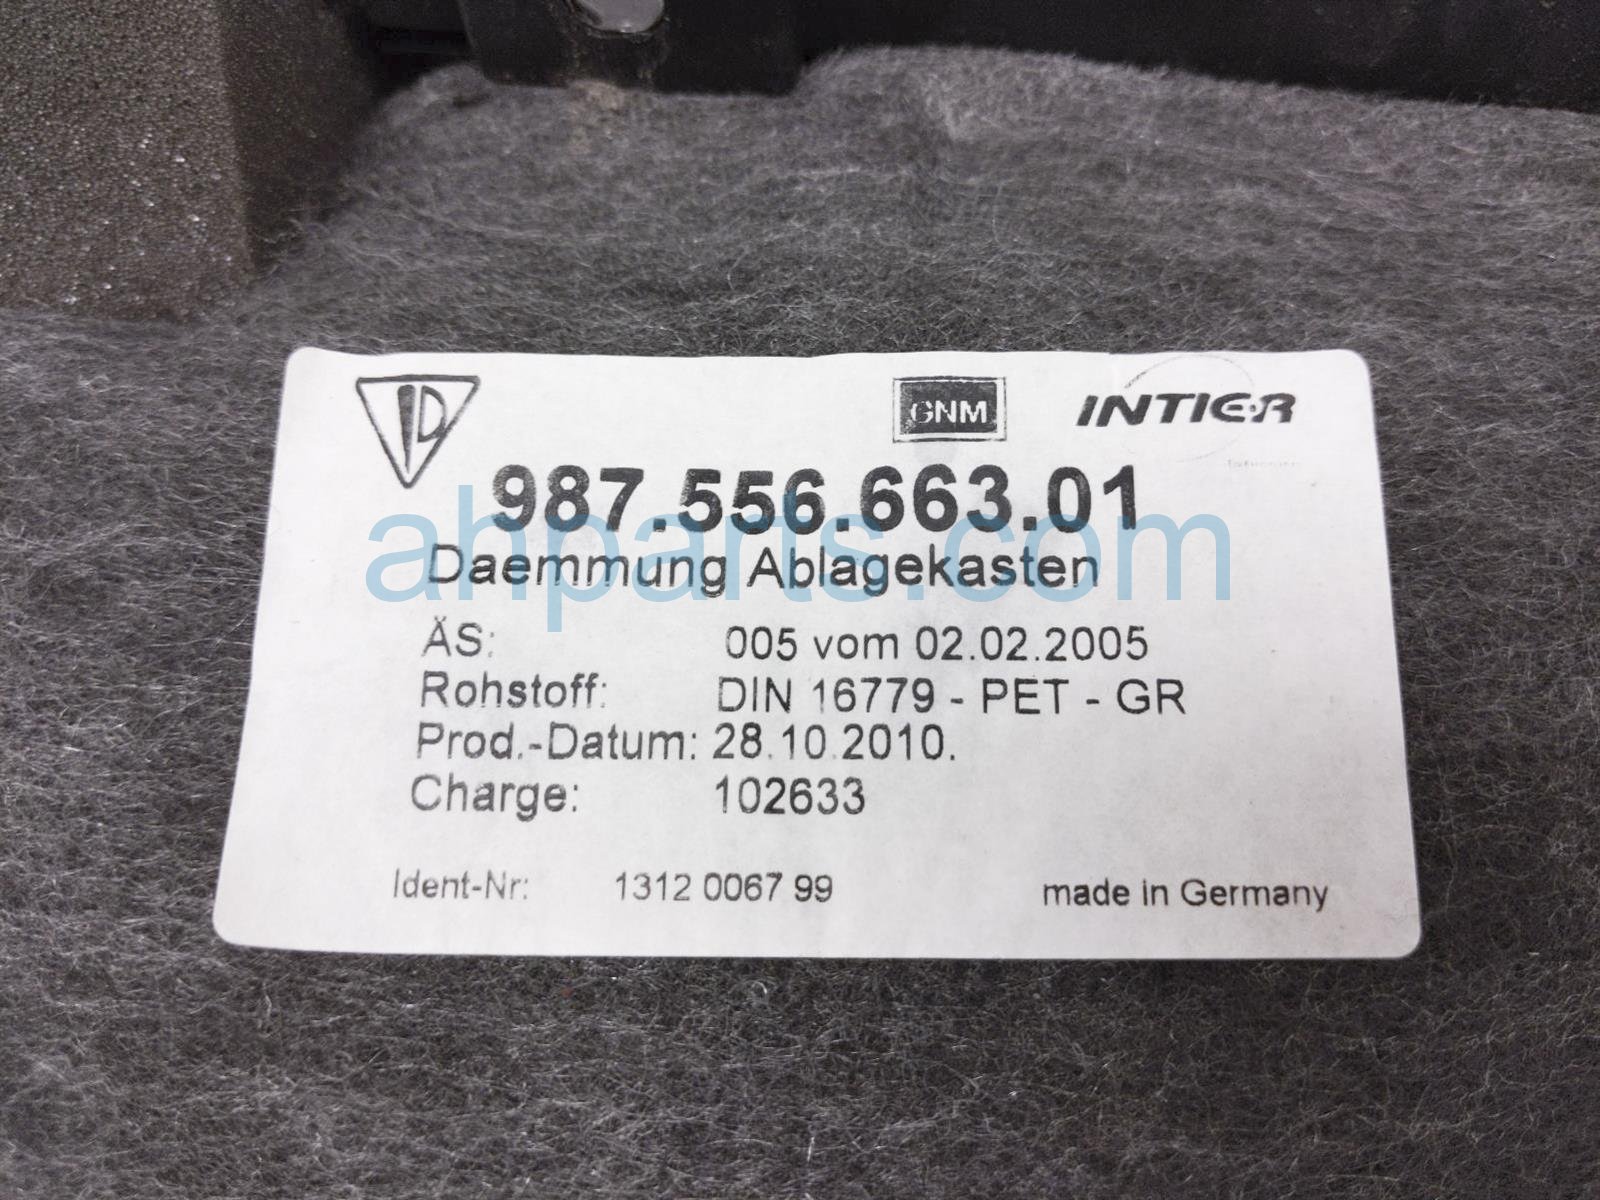 GNM
INTIER
987.556.663.01
Daemmung Ablagekasten
ÄS: 005 vom 02.02.2005
Rohstoff: DIN 16779 - PET - GR
Prod.-Datum: 28.10.2010.
Charge: 102633
Ident-Nr: 1312 0067 99 made in Germany
ahparts.com